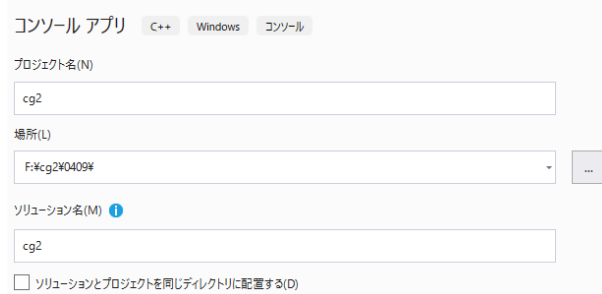 コンソール アプリ C++ Windows コンソール
プロジェクト名(N)
cg2
場所(L)
F:¥cg2¥0409¥
...
ソリューション名(M)
cg2
ソリューションとプロジェクトを同じディレクトリに配置する(D)